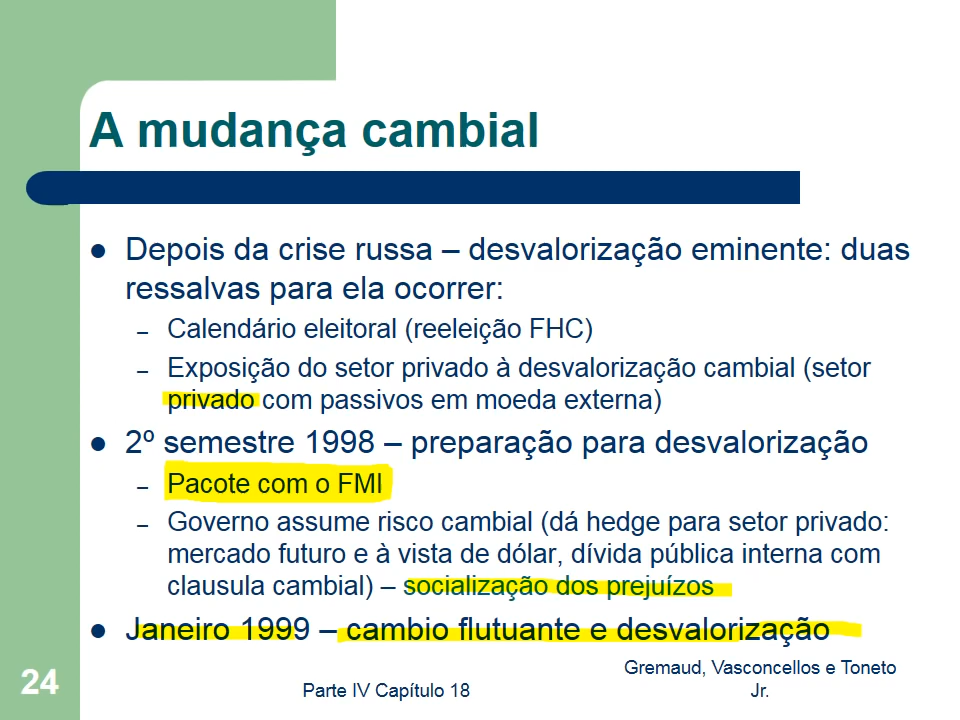 A mudança cambial
● Depois da crise russa – desvalorização eminente: duas
ressalvas para ela ocorrer:
– Calendário eleitoral (reeleição FHC)
– Exposição do setor privado à desvalorização cambial (setor
privado com passivos em moeda externa)
● 2º semestre 1998 – preparação para desvalorização
– Pacote com o FMI
– Governo assume risco cambial (dá hedge para setor privado:
mercado futuro e à vista de dólar, dívida pública interna com
clausula cambial) – socialização dos prejuízos
● Janeiro 1999 – cambio flutuante e desvalorização
24
Parte IV Capítulo 18
Gremaud, Vasconcellos e Toneto
Jr.